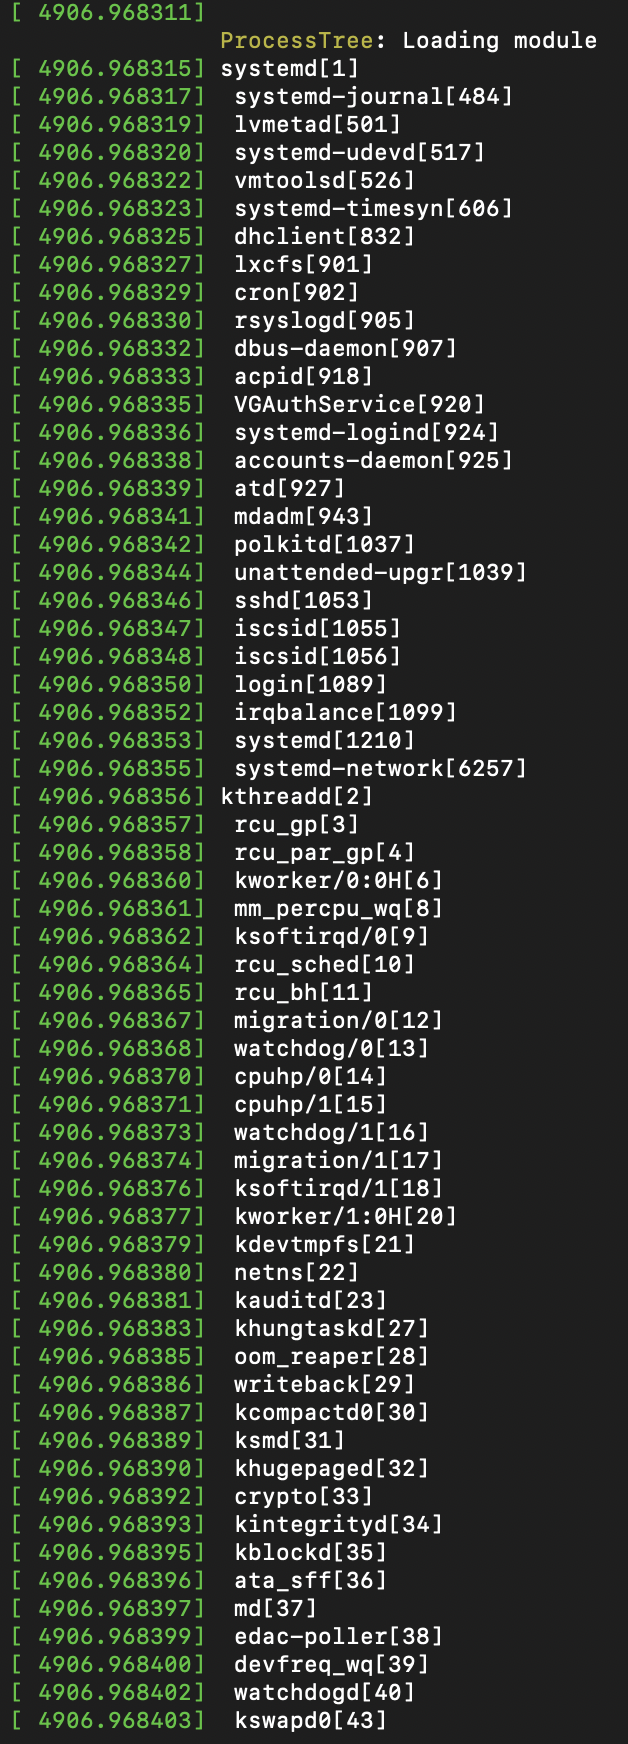 [ 4906.968311]
ProcessTree: Loading module
[ 4906.968315] systemd[1]
[ 4906.968317]  systemd-journal[484]
[ 4906.968319]  lvmetad[501]
[ 4906.968320]  systemd-udevd[517]
[ 4906.968322]  vmtoolsd[526]
[ 4906.968323]  systemd-timesyn[606]
[ 4906.968325]  dhclient[832]
[ 4906.968327]  lxcfs[901]
[ 4906.968329]  cron[902]
[ 4906.968330]  rsyslogd[905]
[ 4906.968332]  dbus-daemon[907]
[ 4906.968333]  acpid[918]
[ 4906.968335]  VGAuthService[920]
[ 4906.968336]  systemd-logind[924]
[ 4906.968338]  accounts-daemon[925]
[ 4906.968339]  atd[927]
[ 4906.968341]  mdadm[943]
[ 4906.968342]  polkitd[1037]
[ 4906.968344]  unattended-upgr[1039]
[ 4906.968346]  sshd[1053]
[ 4906.968347]  iscsid[1055]
[ 4906.968348]  iscsid[1056]
[ 4906.968350]  login[1089]
[ 4906.968352]  irqbalance[1099]
[ 4906.968353]  systemd[1210]
[ 4906.968355]  systemd-network[6257]
[ 4906.968356] kthreadd[2]
[ 4906.968357]  rcu_gp[3]
[ 4906.968358]  rcu_par_gp[4]
[ 4906.968360]  kworker/0:0H[6]
[ 4906.968361]  mm_percpu_wq[8]
[ 4906.968362]  ksoftirqd/0[9]
[ 4906.968364]  rcu_sched[10]
[ 4906.968365]  rcu_bh[11]
[ 4906.968367]  migration/0[12]
[ 4906.968368]  watchdog/0[13]
[ 4906.968370]  cpuhp/0[14]
[ 4906.968371]  cpuhp/1[15]
[ 4906.968373]  watchdog/1[16]
[ 4906.968374]  migration/1[17]
[ 4906.968376]  ksoftirqd/1[18]
[ 4906.968377]  kworker/1:0H[20]
[ 4906.968379]  kdevtmpfs[21]
[ 4906.968380]  netns[22]
[ 4906.968381]  kauditd[23]
[ 4906.968383]  khungtaskd[27]
[ 4906.968385]  oom_reaper[28]
[ 4906.968386]  writeback[29]
[ 4906.968387]  kcompactd0[30]
[ 4906.968389]  ksmd[31]
[ 4906.968390]  khugepaged[32]
[ 4906.968392]  crypto[33]
[ 4906.968393]  kintegrityd[34]
[ 4906.968395]  kblockd[35]
[ 4906.968396]  ata_sff[36]
[ 4906.968397]  md[37]
[ 4906.968399]  edac-poller[38]
[ 4906.968400]  devfreq_wq[39]
[ 4906.968402]  watchdogd[40]
[ 4906.968403]  kswapd0[43]